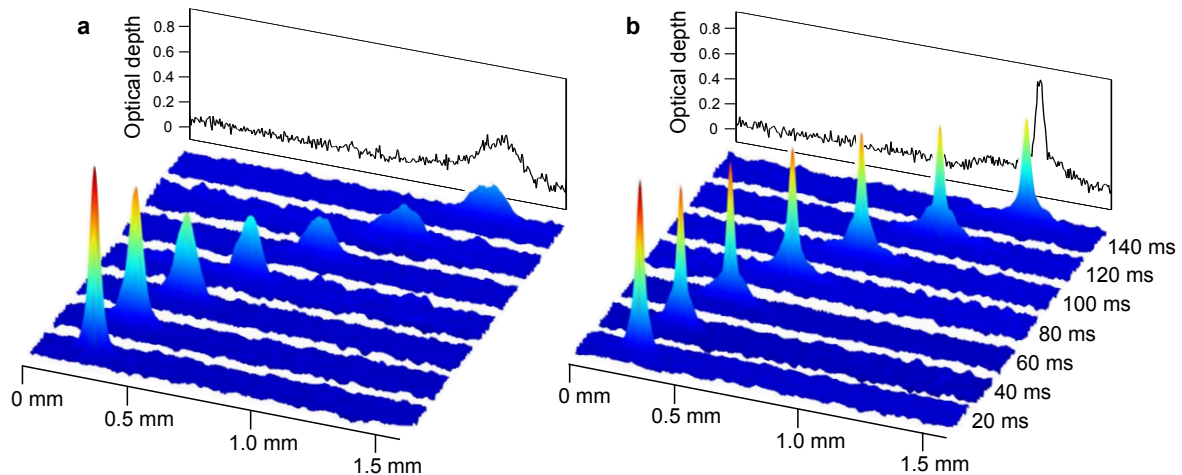 a
Optical depth
0.8
0.6
0.4
0.2
0
0 mm
0.5 mm
1.0 mm
1.5 mm
b
Optical depth
0.8
0.6
0.4
0.2
0
140 ms
120 ms
100 ms
80 ms
60 ms
40 ms
20 ms
0 mm
0.5 mm
1.0 mm
1.5 mm